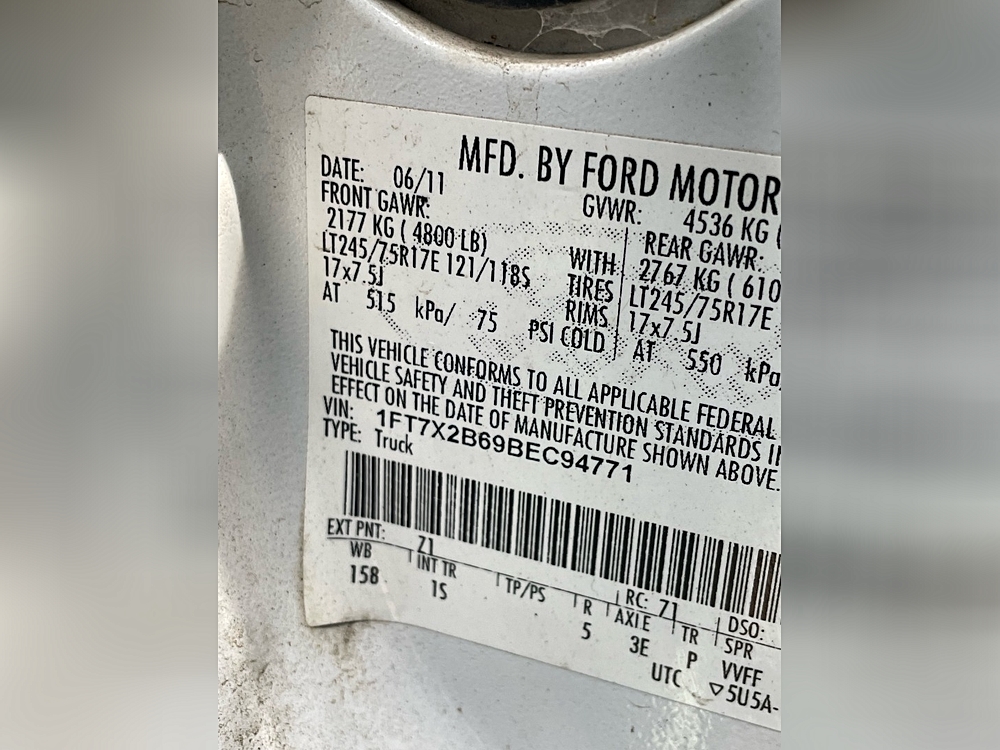 MFD. BY FORD MOTOR
DATE: 06/11 GVWR: 4536 KG (
FRONT GAWR: REAR GAWR:
2177 KG ( 4800 LB) WITH 2767 KG ( 610
LT245/75R17E 121/118S TIRES LT245/75R17E
17x7.5J RIMS 17x7.5J
AT 515 kPa/ 75 PSI COLD AT 550 kPa
THIS VEHICLE CONFORMS TO ALL APPLICABLE FEDERAL
VEHICLE SAFETY AND THEFT PREVENTION STANDARDS I
EFFECT ON THE DATE OF MANUFACTURE SHOWN ABOVE.
VIN: 1FT7X2B69BEC94771
TYPE: Truck
EXT PNT: Z1 RC: 71 DSO:
WB INT TR TP/PS R AXLE TR SPR
158 1S 5 3E P VVFF
UTC ▽5U5A-